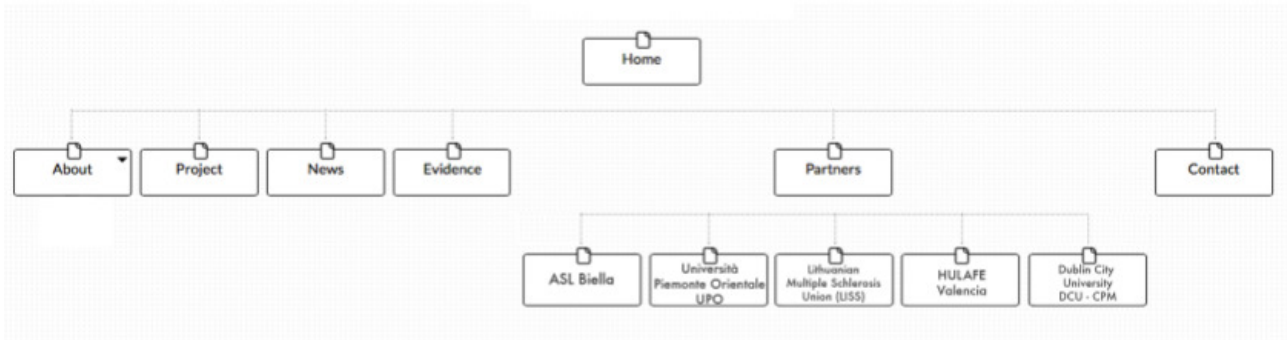 Home
About
Project
News
Evidence
Partners
Contact
ASL Biella
Università
Piemonte Orientale
UPO
Lithuanian
Multiple Schlerosis
Union (LISS)
HULAFE
Valencia
Dublin City
University
DCU - CPM